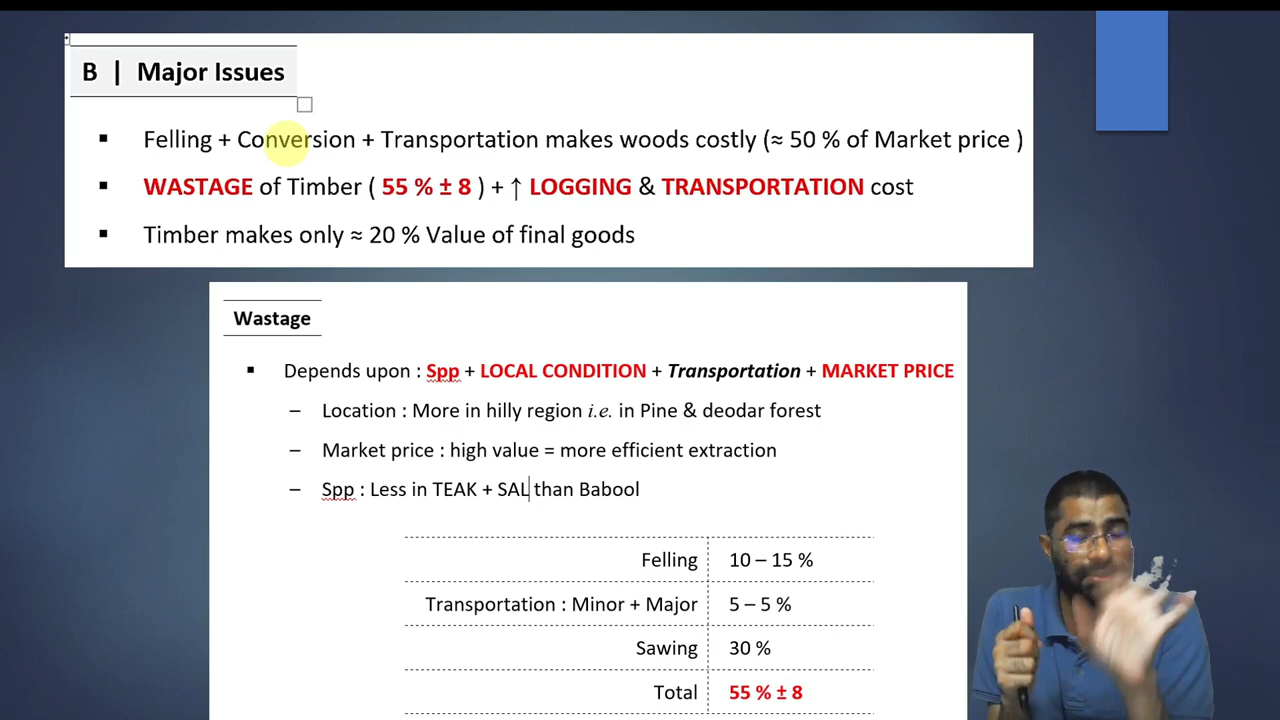 B | Major Issues
▪ Felling + Conversion + Transportation makes woods costly (≈ 50 % of Market price )
▪ WASTAGE of Timber ( 55 % ± 8 ) + ↑ LOGGING & TRANSPORTATION cost
▪ Timber makes only ≈ 20 % Value of final goods
Wastage
▪ Depends upon : Spp + LOCAL CONDITION + Transportation + MARKET PRICE
– Location : More in hilly region i.e. in Pine & deodar forest
– Market price : high value = more efficient extraction
– Spp : Less in TEAK + SAL than Babool
Felling 10 – 15 %
Transportation : Minor + Major 5 – 5 %
Sawing 30 %
Total 55 % ± 8